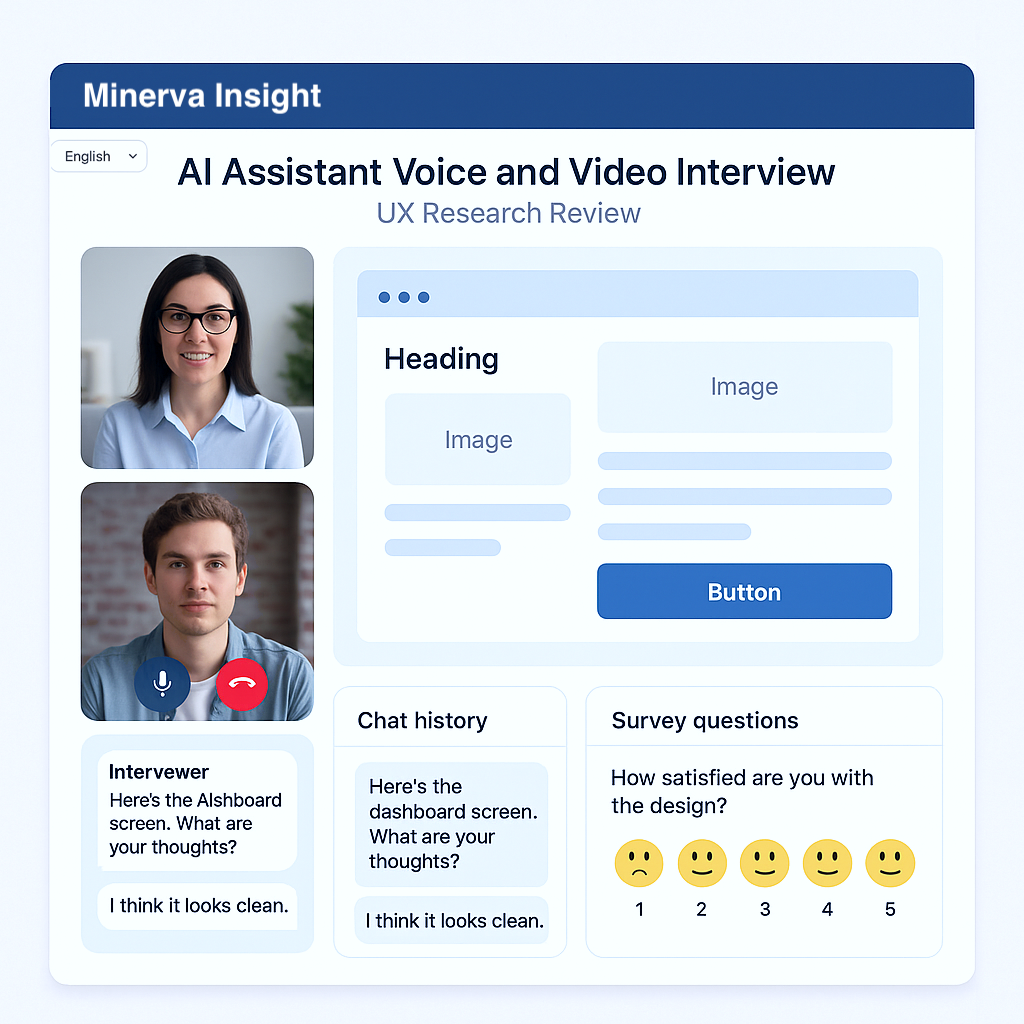 Minerva Insight
English
AI Assistant Voice and Video Interview
UX Research Review
Heading
Image
Image
Button
Intervewer
Here's the AIshboard
screen. What are
your thoughts?
I think it looks clean.
Chat history
Here's the
dashboard screen.
What are your
thoughts?
I think it looks clean.
Survey questions
How satisfied are you with
the design?
1 2 3 4 5